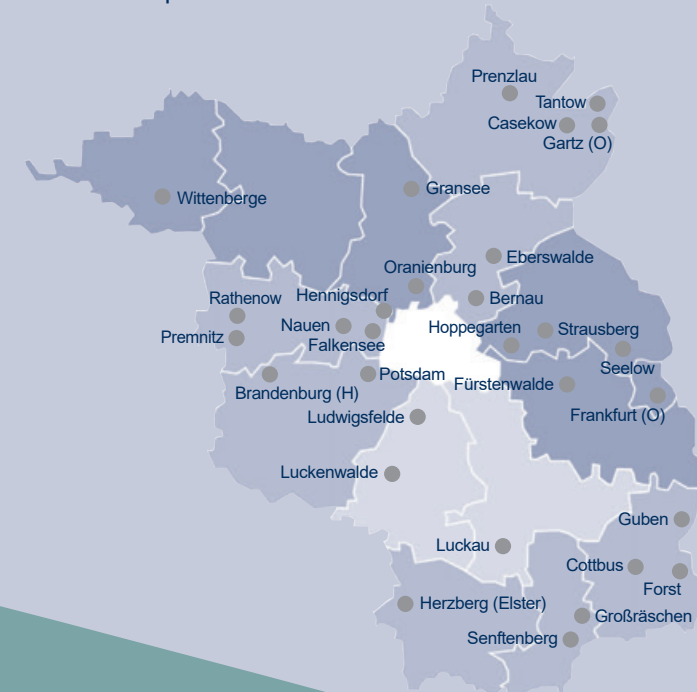 Prenzlau
Tantow
Casekow
Gartz (O)
Gransee
Wittenberge
Eberswalde
Oranienburg
Hennigsdorf
Rathenow
Bernau
Nauen
Hoppegarten
Strausberg
Premnitz
Falkensee
Seelow
Potsdam
Fürstenwalde
Brandenburg (H)
Frankfurt (O)
Ludwigsfelde
Luckenwalde
Guben
Luckau
Cottbus
Forst
Herzberg (Elster)
Großräschen
Senftenberg